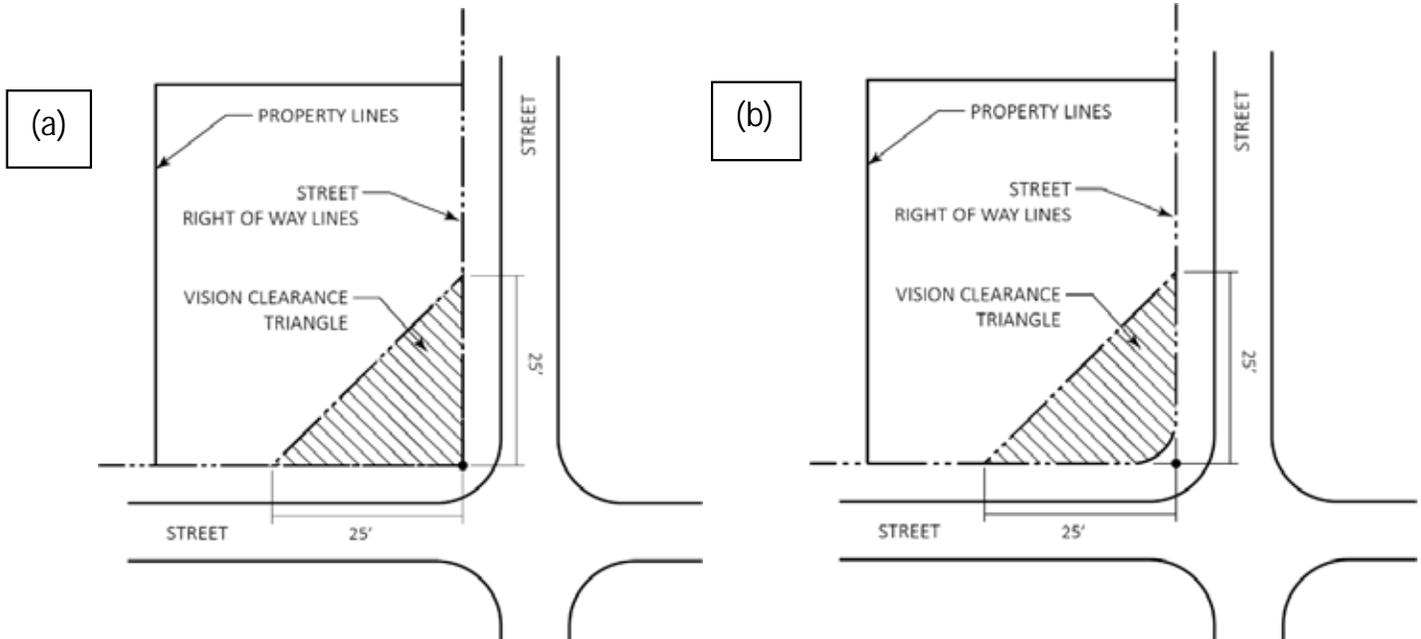 (a)
PROPERTY LINES
STREET
STREET
RIGHT OF WAY LINES
VISION CLEARANCE
TRIANGLE
25'
STREET
25'
(b)
PROPERTY LINES
STREET
STREET
RIGHT OF WAY LINES
VISION CLEARANCE
TRIANGLE
25'
STREET
25'